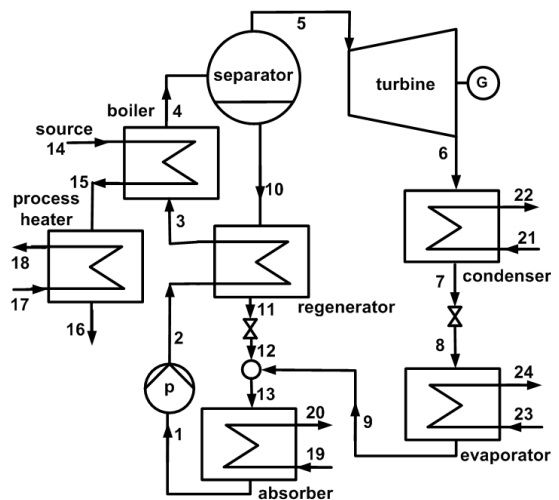 5
separator
turbine
G
boiler
4
source
14
6
15
10
22
process
heater
3
21
18
condenser
17
7
11
regenerator
16
2
12
8
24
p
13
9
20
23
1
19
evaporator
absorber